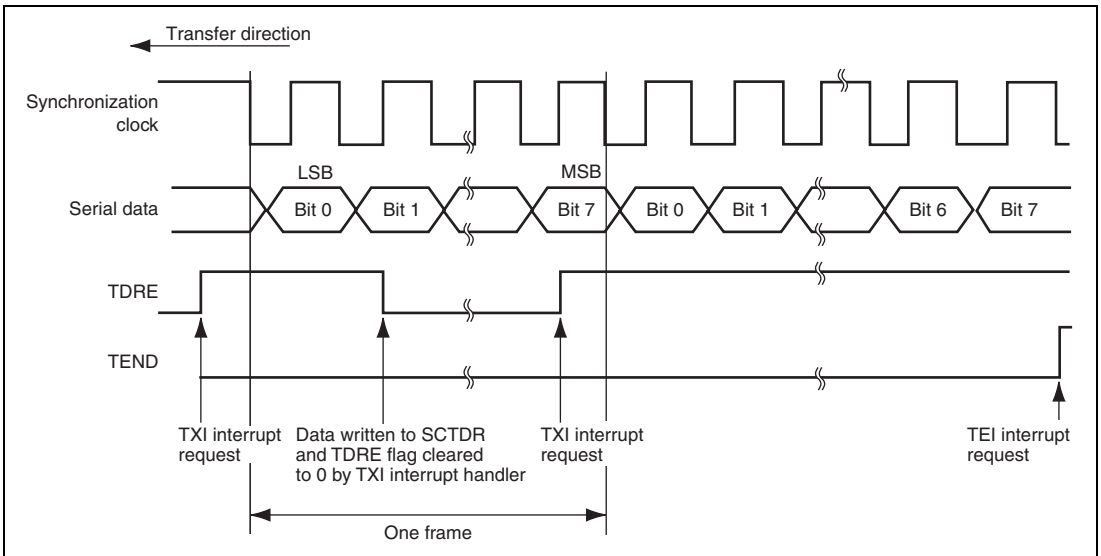 Transfer direction
Synchronization
clock
LSB
MSB
Serial data
Bit 0
Bit 1
Bit 7
Bit 0
Bit 1
Bit 6
Bit 7
TDRE
TEND
TXI interrupt
request
Data written to SCTDR
and TDRE flag cleared
to 0 by TXI interrupt handler
TXI interrupt
request
TEI interrupt
request
One frame